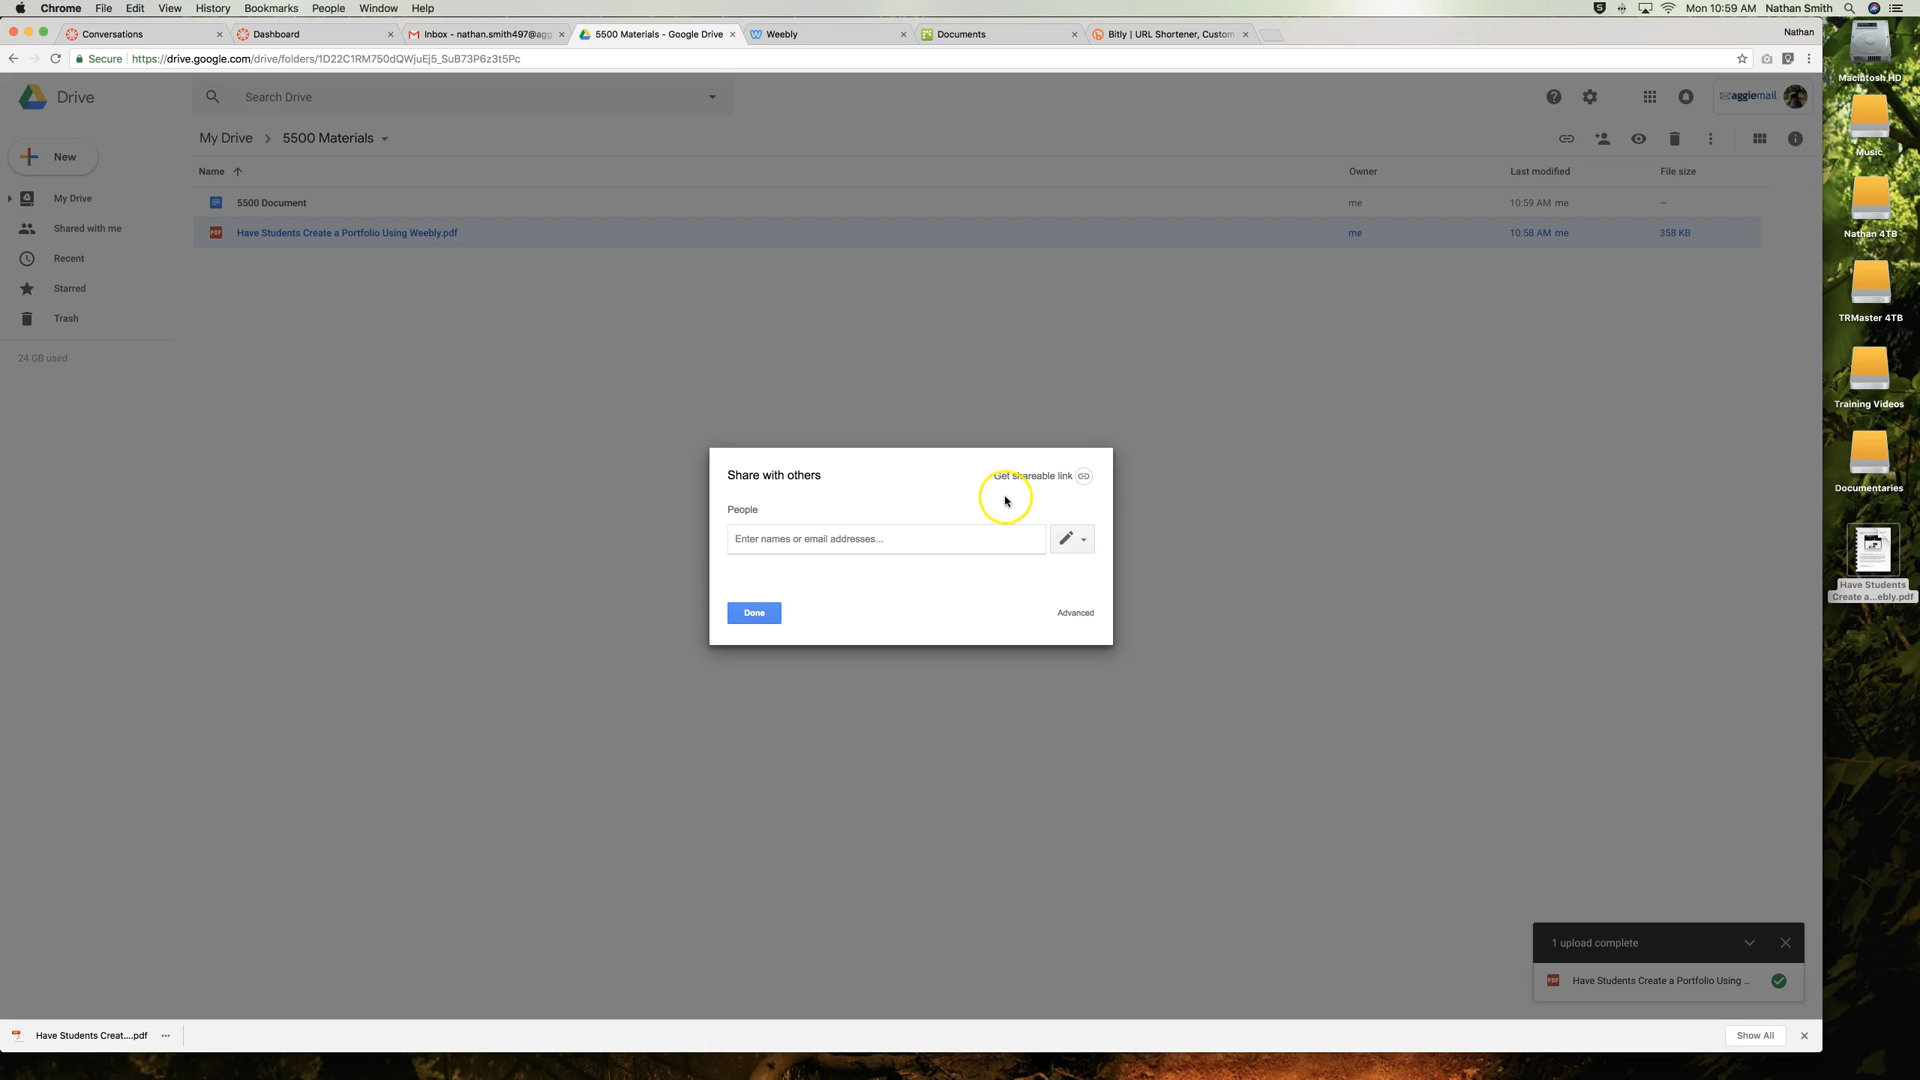 Chrome File Edit View History Bookmarks People Window Help
Mon 10:59 AM Nathan Smith
Conversations
Dashboard
Inbox - nathan.smith497@agg
5500 Materials - Google Drive
Weebly
Documents
Bitly | URL Shortener, Custom
Nathan
Secure https://drive.google.com/drive/folders/1D22C1RM750dQWjuEj5_SuB73P6z3t5Pc
Drive
Search Drive
aggiemail
My Drive > 5500 Materials
New
Name
Owner
Last modified
File size
5500 Document
me
10:59 AM me
—
Have Students Create a Portfolio Using Weebly.pdf
me
10:58 AM me
358 KB
My Drive
Shared with me
Recent
Starred
Trash
24 GB used
Share with others
Get shareable link
People
Enter names or email addresses...
Done
Advanced
1 upload complete
PDF Have Students Create a Portfolio Using ...
Have Students Creat....pdf
Show All
Macintosh HD
Music
Nathan 4TB
TRMaster 4TB
Training Videos
Documentaries
Have Students
Create a...ebly.pdf